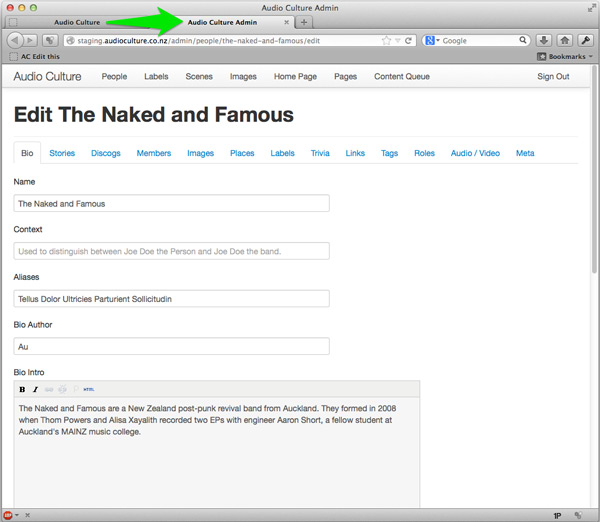 Audio Culture Admin
Audio Culture
Audio Culture Admin
staging.audioculture.co.nz/admin/people/the-naked-and-famous/edit
Google
AC Edit this
Bookmarks
Audio Culture People Labels Scenes Images Home Page Pages Content Queue Sign Out
Edit The Naked and Famous
Bio Stories Discogs Members Images Places Labels Trivia Links Tags Roles Audio / Video Meta
Name
The Naked and Famous
Context
Used to distinguish between Joe Doe the Person and Joe Doe the band.
Aliases
Tellus Dolor Ultricies Parturient Sollicitudin
Bio Author
Au
Bio Intro
B I HTML
The Naked and Famous are a New Zealand post-punk revival band from Auckland. They formed in 2008
when Thom Powers and Alisa Xayalith recorded two EPs with engineer Aaron Short, a fellow student at
Auckland's MAINZ music college.
ABP
1P